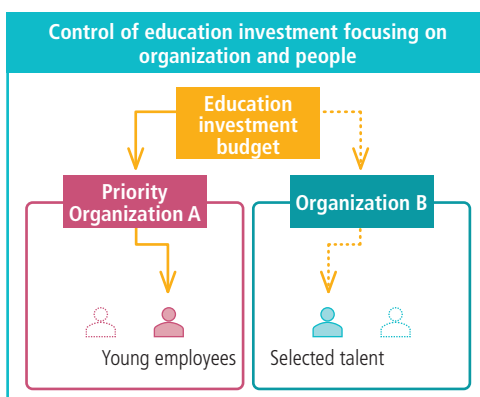 Control of education investment focusing on
organization and people
Education
investment
budget
Priority
Organization A
Organization B
Young employees
Selected talent